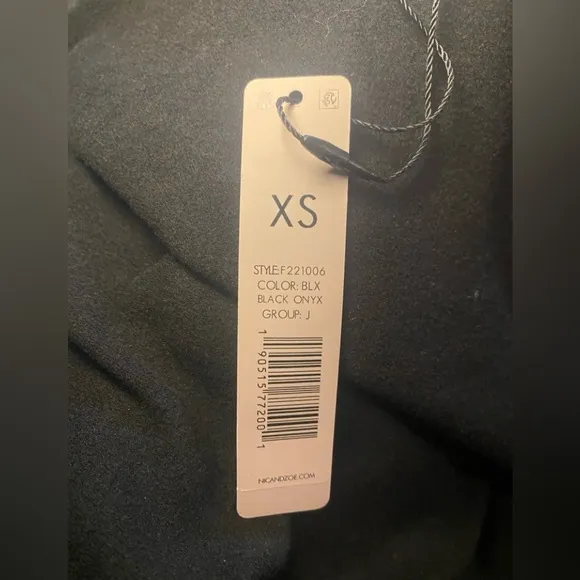 XS
STYLE:F221006
COLOR: BLX
BLACK ONYX
GROUP: J
1 90515 77200 1
NICANDZOE.COM